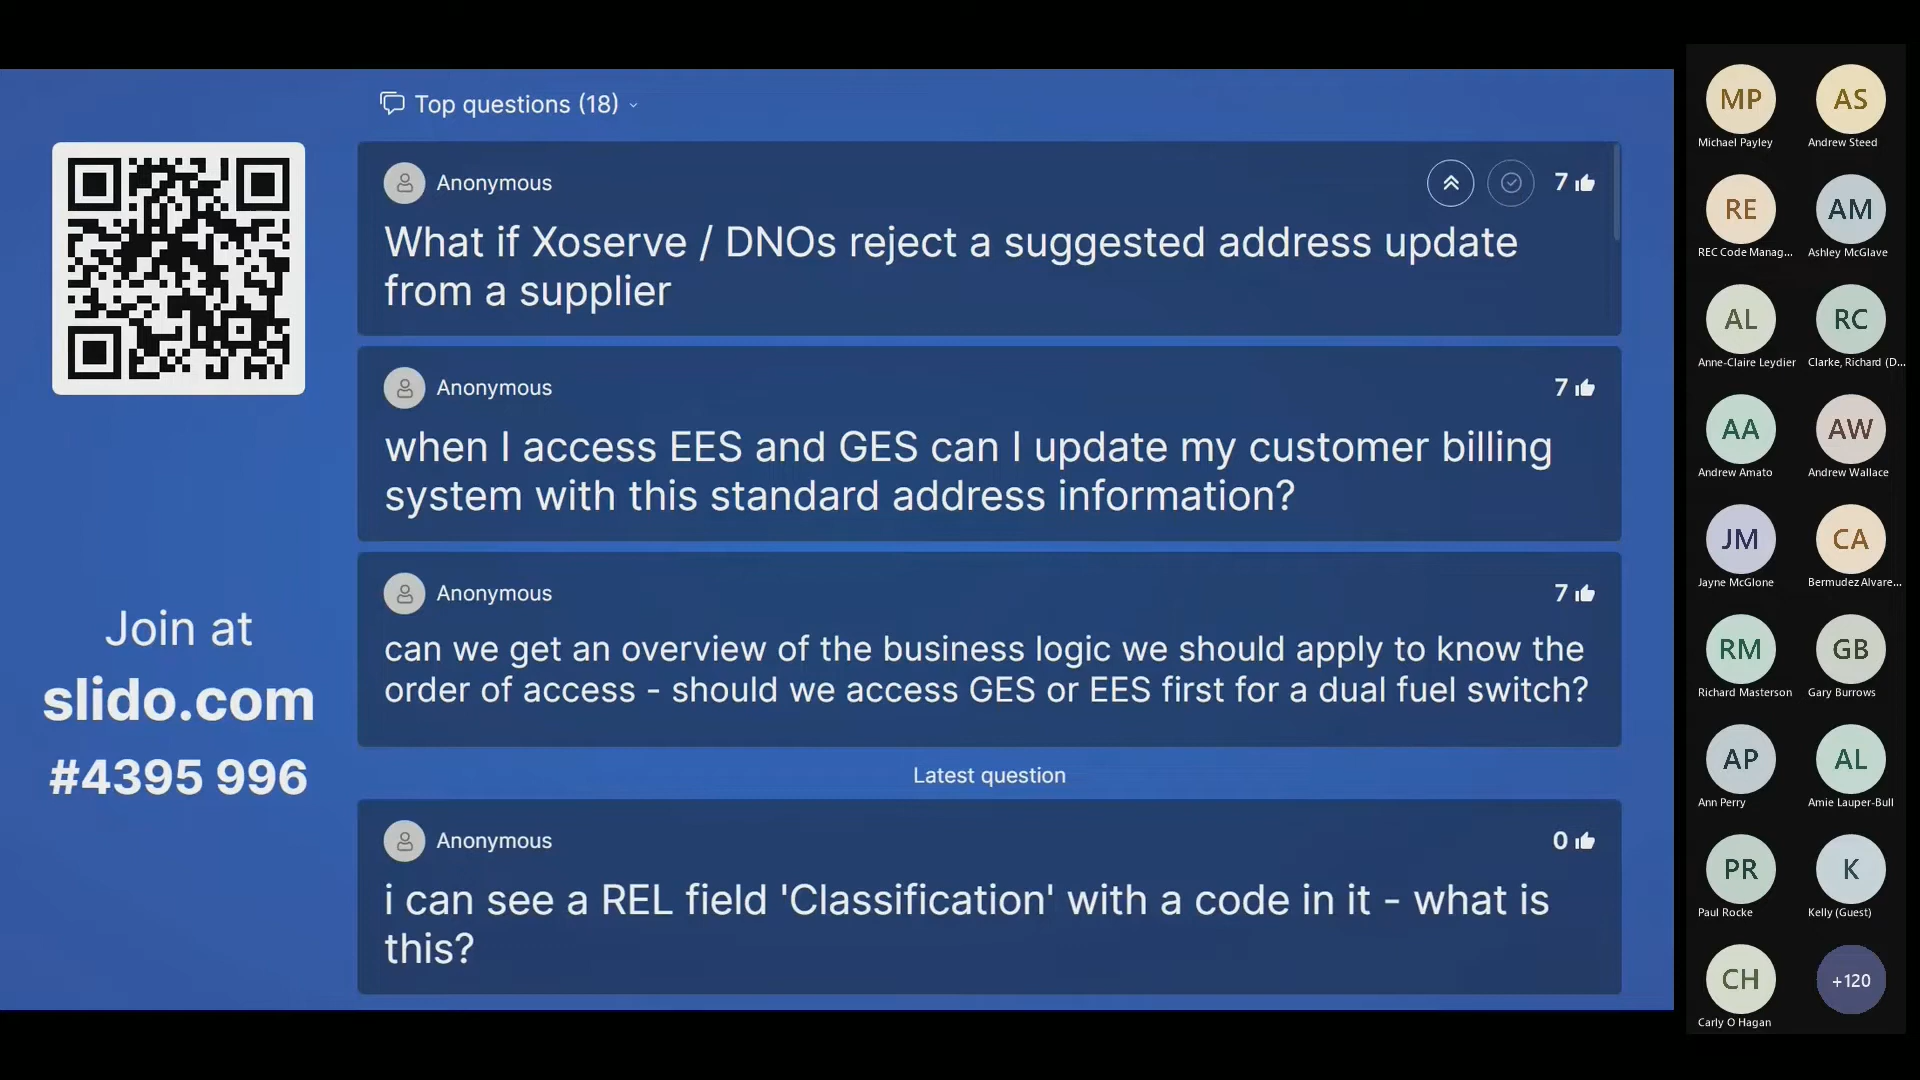 Top questions (18)
Anonymous
7
What if Xoserve / DNOs reject a suggested address update
from a supplier
Anonymous
7
when I access EES and GES can I update my customer billing
system with this standard address information?
Anonymous
7
can we get an overview of the business logic we should apply to know the
order of access - should we access GES or EES first for a dual fuel switch?
Latest question
Anonymous
0
i can see a REL field 'Classification' with a code in it - what is
this?
Join at
slido.com
#4395 996
MP
Michael Payley
AS
Andrew Steed
RE
REC Code Manag...
AM
Ashley McGlave
AL
Anne-Claire Leydier
RC
Clarke, Richard (D...
AA
Andrew Amato
AW
Andrew Wallace
JM
Jayne McGlone
CA
Bermudez Alvare...
RM
Richard Masterson
GB
Gary Burrows
AP
Ann Perry
AL
Amie Lauper-Bull
PR
Paul Rocke
K
Kelly (Guest)
CH
Carly O Hagan
+120